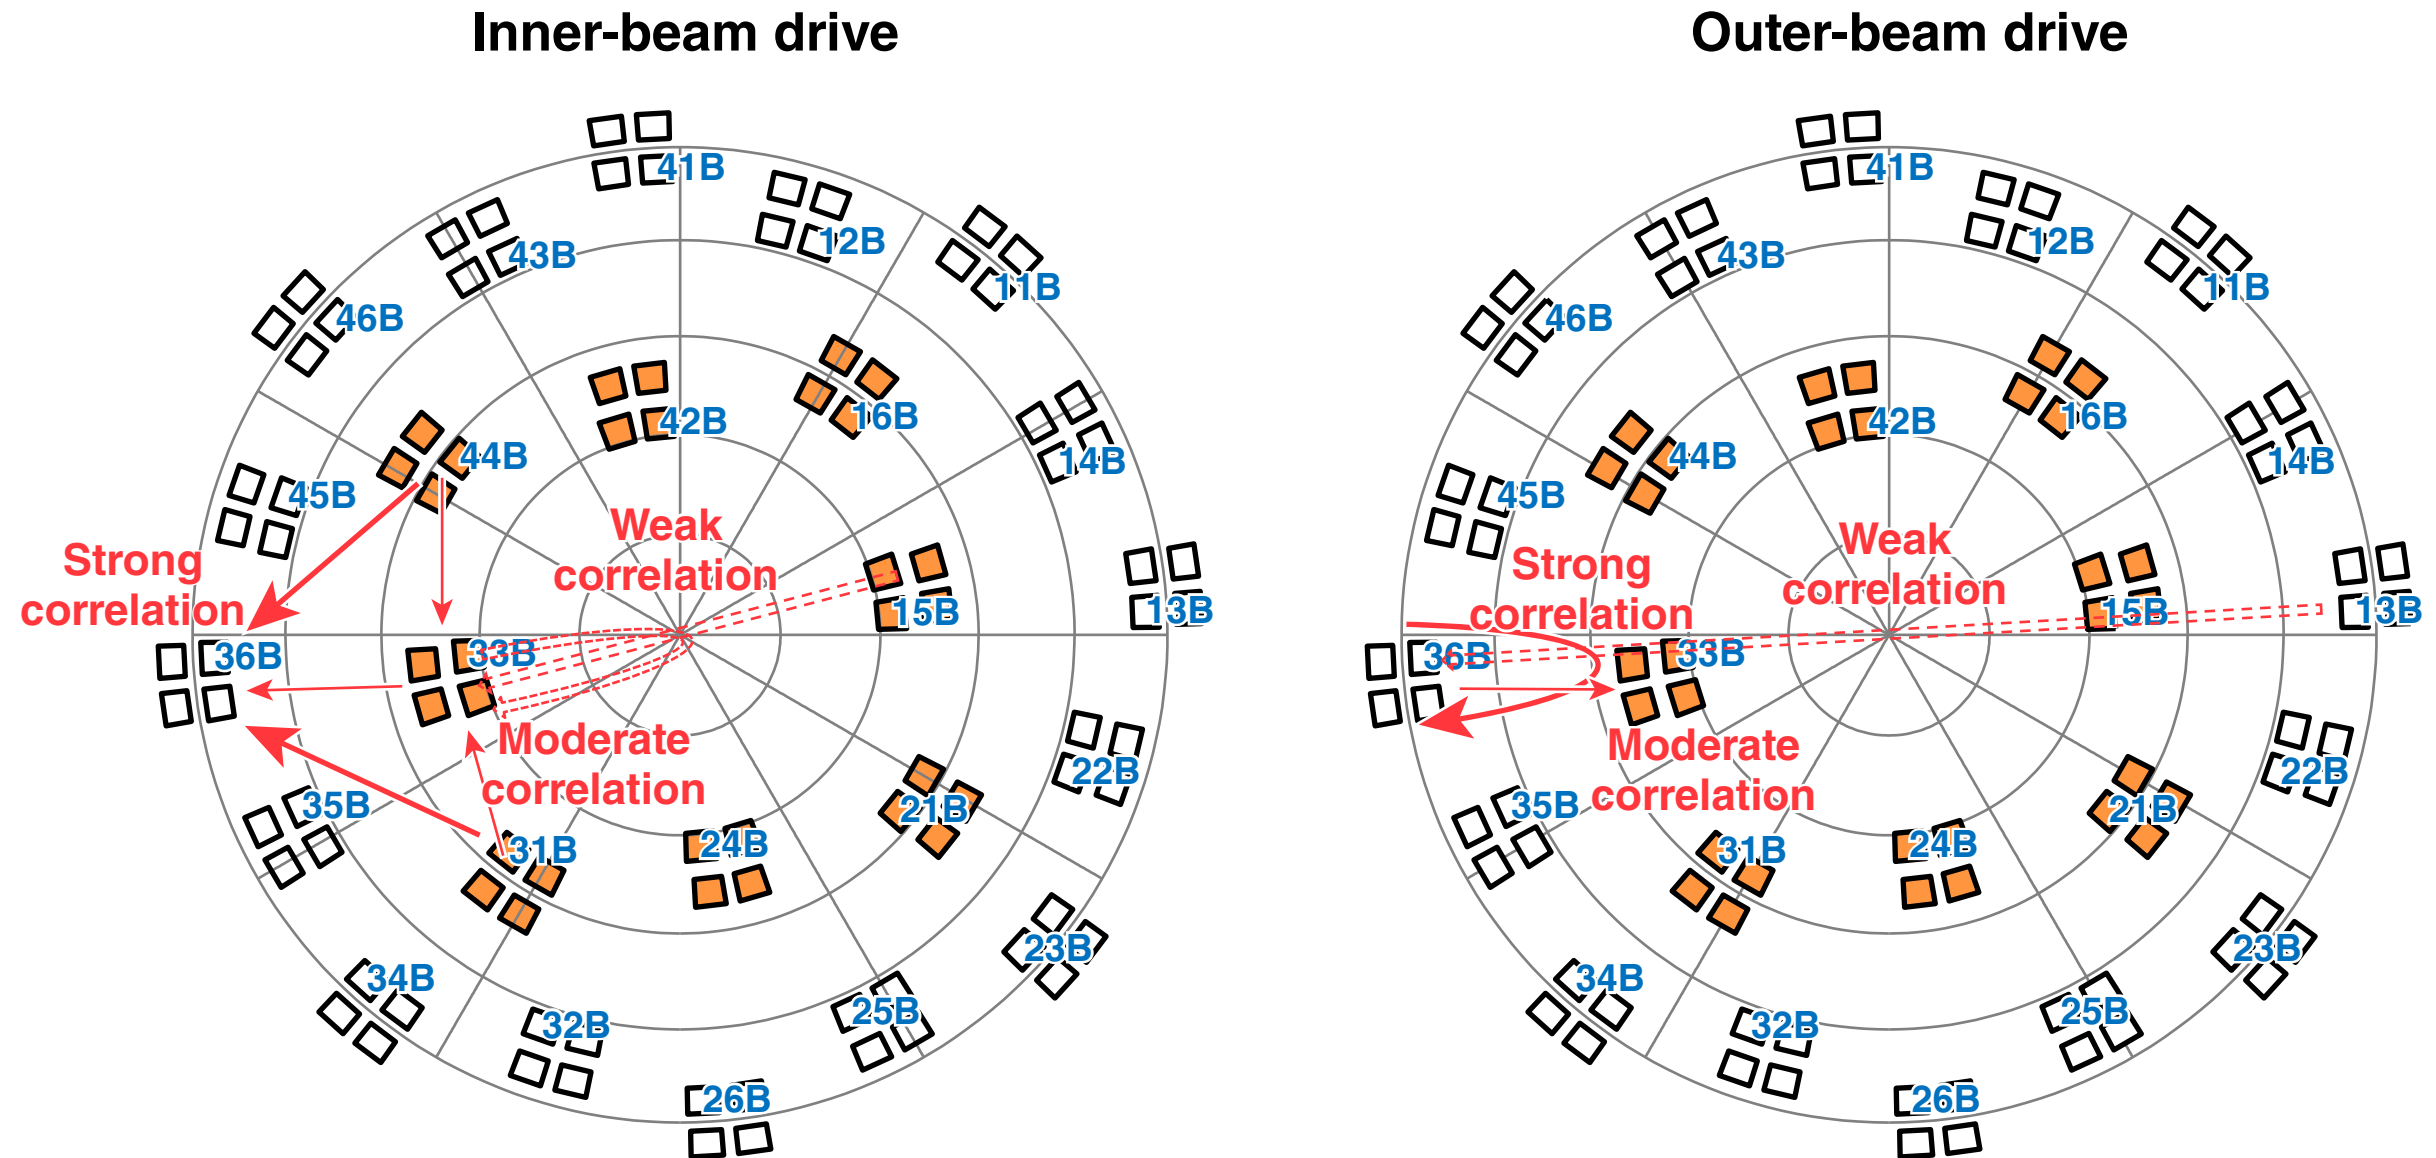 Inner-beam drive
41B
12B
43B
11B
46B
16B
42B
44B
14B
45B
Weak
correlation
Strong
correlation
15B
13B
36B
33B
Moderate
correlation
22B
35B
21B
31B
24B
23B
34B
25B
32B
26B
Outer-beam drive
41B
12B
43B
11B
46B
16B
42B
44B
14B
45B
Weak
correlation
Strong
correlation
15B
13B
36B
33B
Moderate
correlation
22B
35B
21B
31B
24B
23B
34B
25B
32B
26B